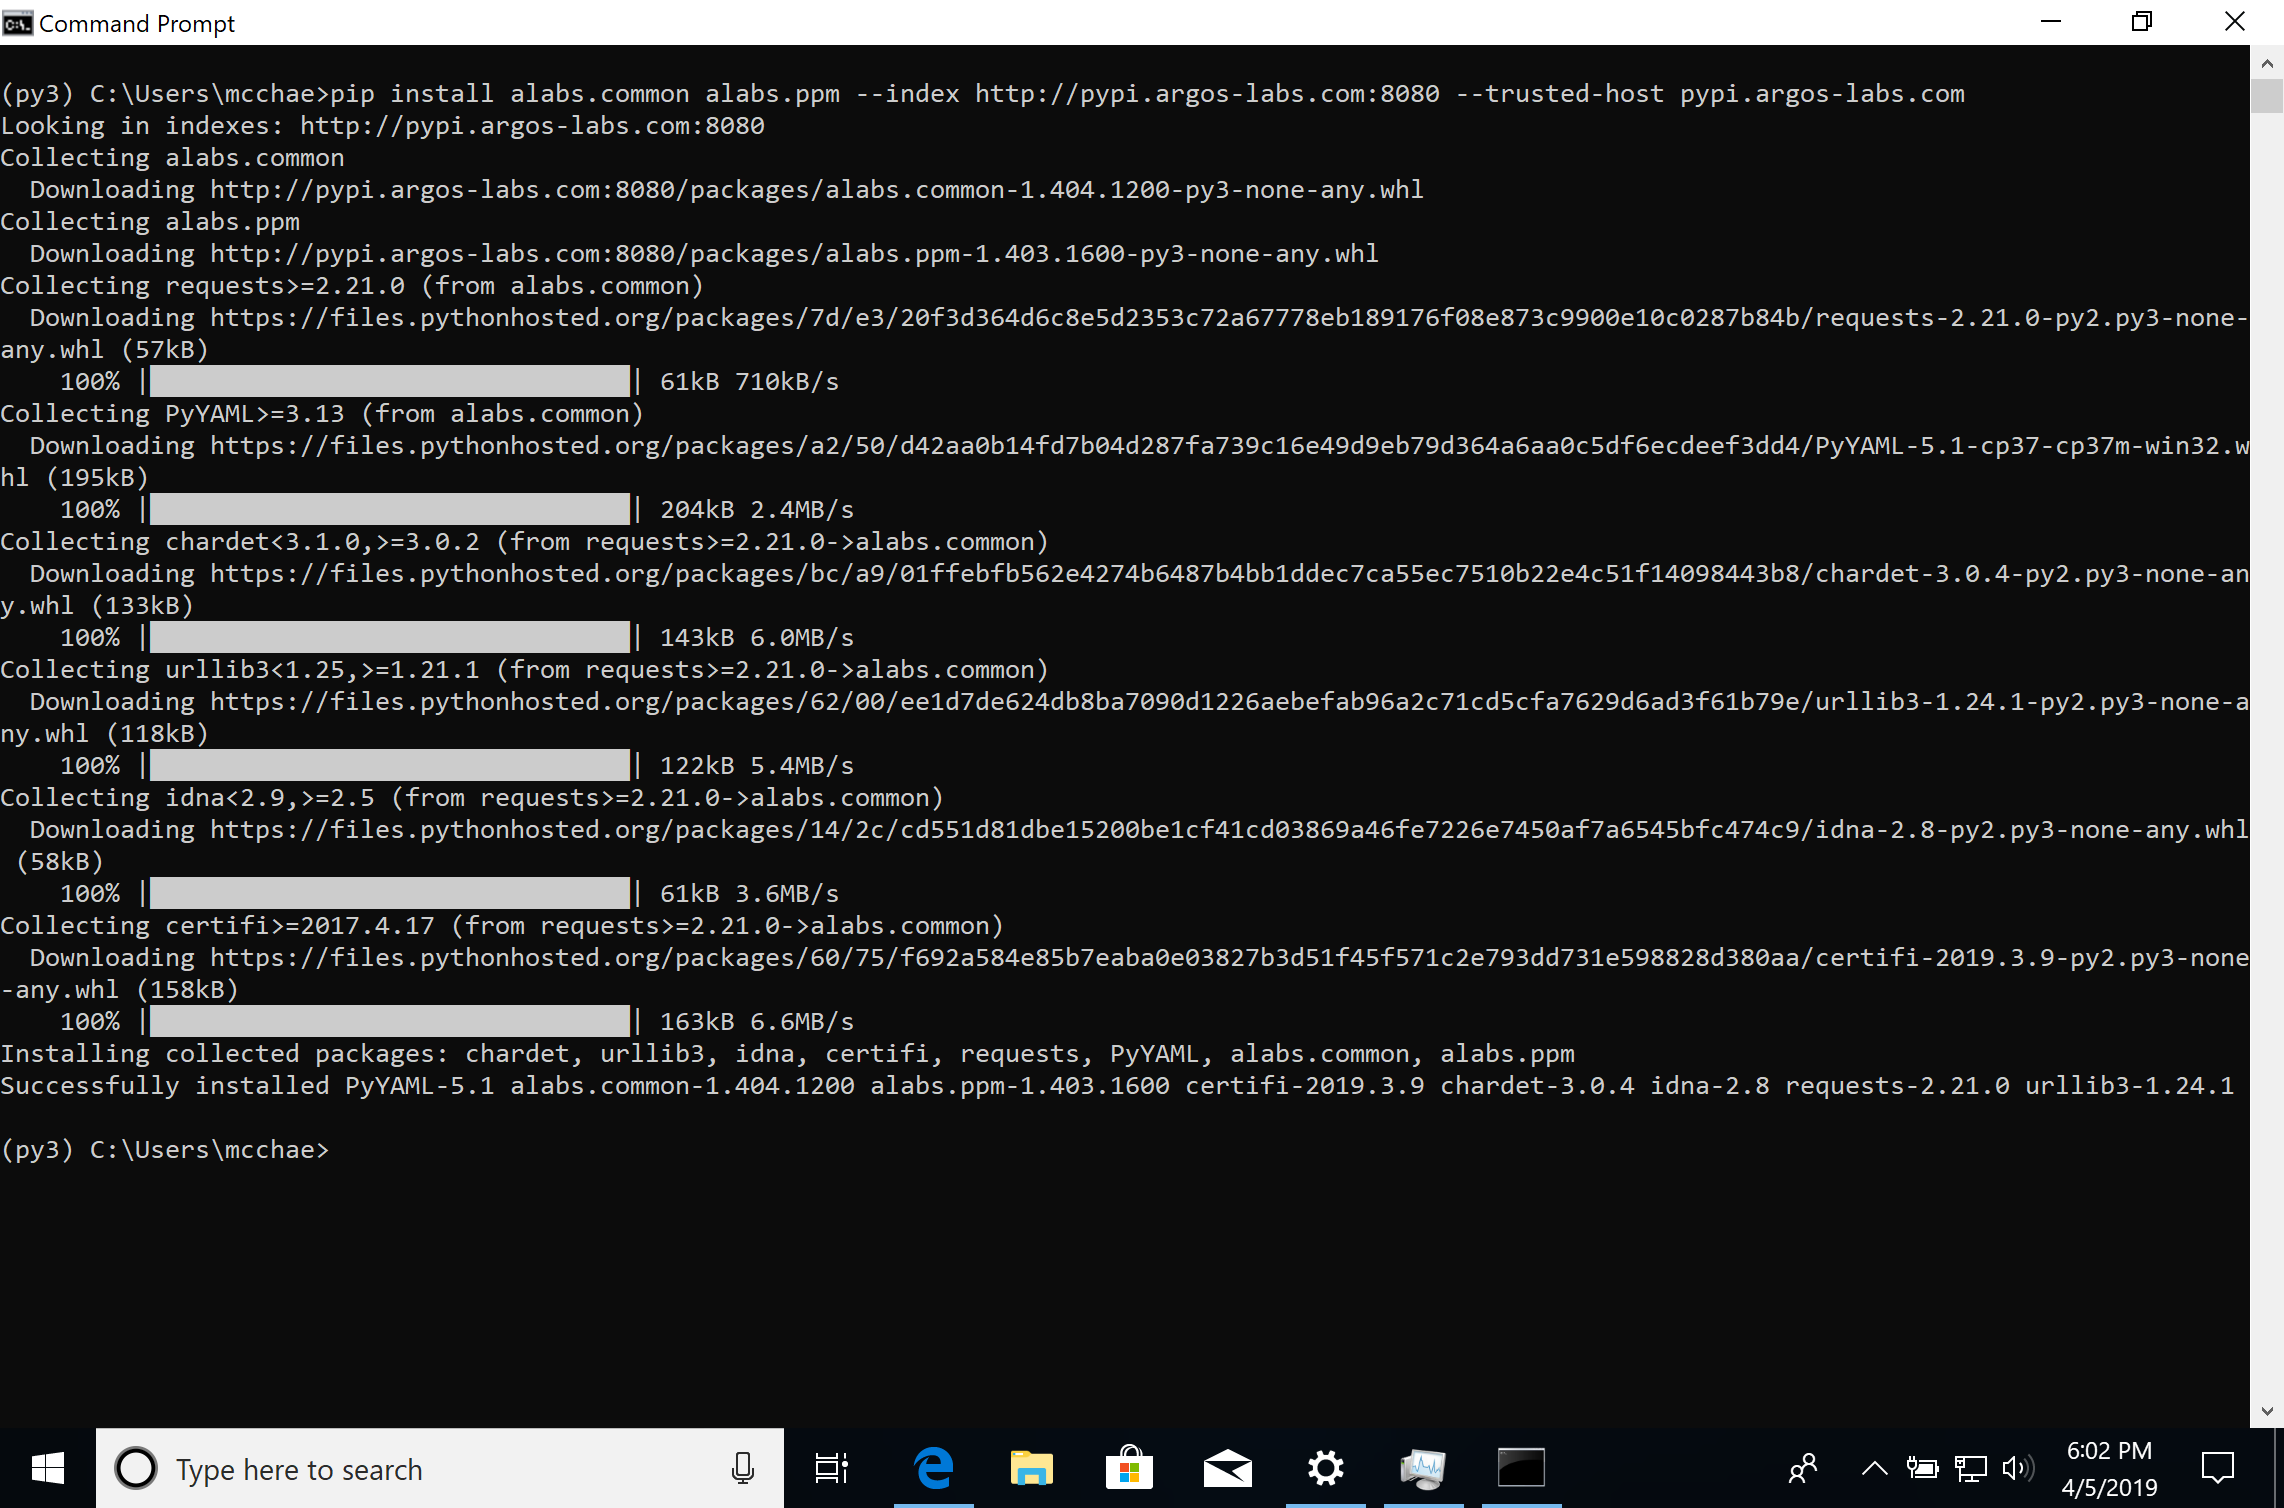 Command Prompt
(py3) C:\Users\mcchae>pip install alabs.common alabs.ppm --index http://pypi.argos-labs.com:8080 --trusted-host pypi.argos-labs.com
Looking in indexes: http://pypi.argos-labs.com:8080
Collecting alabs.common
  Downloading http://pypi.argos-labs.com:8080/packages/alabs.common-1.404.1200-py3-none-any.whl
Collecting alabs.ppm
  Downloading http://pypi.argos-labs.com:8080/packages/alabs.ppm-1.403.1600-py3-none-any.whl
Collecting requests>=2.21.0 (from alabs.common)
  Downloading https://files.pythonhosted.org/packages/7d/e3/20f3d364d6c8e5d2353c72a67778eb189176f08e873c9900e10c0287b84b/requests-2.21.0-py2.py3-none-
any.whl (57kB)
    100% || 61kB 710kB/s
Collecting PyYAML>=3.13 (from alabs.common)
  Downloading https://files.pythonhosted.org/packages/a2/50/d42aa0b14fd7b04d287fa739c16e49d9eb79d364a6aa0c5df6ecdeef3dd4/PyYAML-5.1-cp37-cp37m-win32.w
hl (195kB)
    100% || 204kB 2.4MB/s
Collecting chardet<3.1.0,>=3.0.2 (from requests>=2.21.0->alabs.common)
  Downloading https://files.pythonhosted.org/packages/bc/a9/01ffebfb562e4274b6487b4bb1ddec7ca55ec7510b22e4c51f14098443b8/chardet-3.0.4-py2.py3-none-an
y.whl (133kB)
    100% || 143kB 6.0MB/s
Collecting urllib3<1.25,>=1.21.1 (from requests>=2.21.0->alabs.common)
  Downloading https://files.pythonhosted.org/packages/62/00/ee1d7de624db8ba7090d1226aebefab96a2c71cd5cfa7629d6ad3f61b79e/urllib3-1.24.1-py2.py3-none-a
ny.whl (118kB)
    100% || 122kB 5.4MB/s
Collecting idna<2.9,>=2.5 (from requests>=2.21.0->alabs.common)
  Downloading https://files.pythonhosted.org/packages/14/2c/cd551d81dbe15200be1cf41cd03869a46fe7226e7450af7a6545bfc474c9/idna-2.8-py2.py3-none-any.whl
 (58kB)
    100% || 61kB 3.6MB/s
Collecting certifi>=2017.4.17 (from requests>=2.21.0->alabs.common)
  Downloading https://files.pythonhosted.org/packages/60/75/f692a584e85b7eaba0e03827b3d51f45f571c2e793dd731e598828d380aa/certifi-2019.3.9-py2.py3-none
-any.whl (158kB)
    100% || 163kB 6.6MB/s
Installing collected packages: chardet, urllib3, idna, certifi, requests, PyYAML, alabs.common, alabs.ppm
Successfully installed PyYAML-5.1 alabs.common-1.404.1200 alabs.ppm-1.403.1600 certifi-2019.3.9 chardet-3.0.4 idna-2.8 requests-2.21.0 urllib3-1.24.1
(py3) C:\Users\mcchae>
Type here to search
6:02 PM
4/5/2019